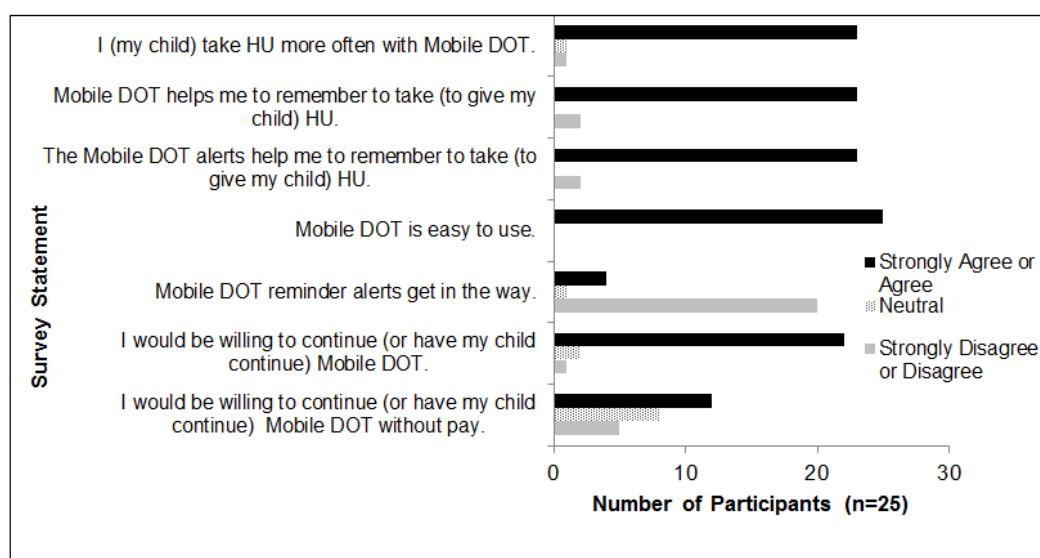 I (my child) take HU more often with Mobile DOT.
Mobile DOT helps me to remember to take (to give my
child) HU.
The Mobile DOT alerts help me to remember to take (to
give my child) HU.
Mobile DOT is easy to use.
Mobile DOT reminder alerts get in the way.
I would be willing to continue (or have my child
continue) Mobile DOT.
I would be willing to continue (or have my child
continue)  Mobile DOT without pay.
Survey Statement
Strongly Agree or
Agree
Neutral
Strongly Disagree
or Disagree
0
10
20
30
Number of Participants (n=25)